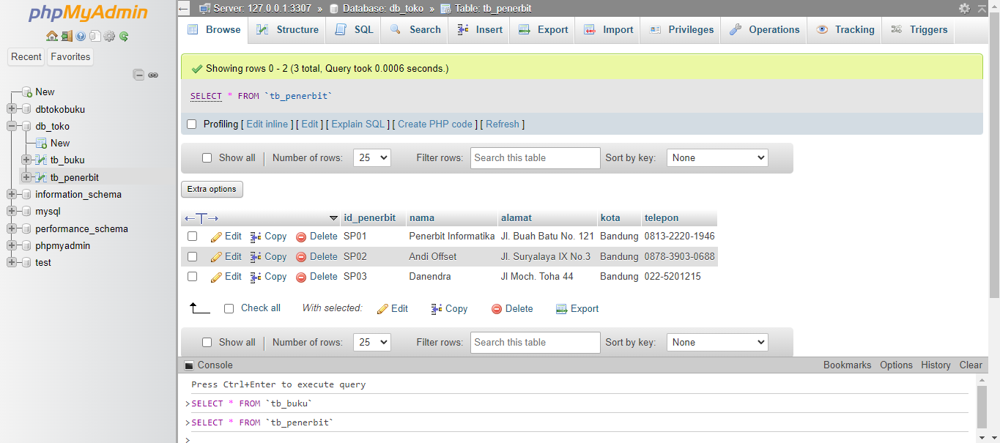 phpMyAdmin
Recent Favorites
New
dbtokobuku
db_toko
New
tb_buku
tb_penerbit
information_schema
mysql
performance_schema
phpmyadmin
test
Server: 127.0.0.1:3307 » Database: db_toko » Table: tb_penerbit
Browse Structure SQL Search Insert Export Import Privileges Operations Tracking Triggers
Showing rows 0 - 2 (3 total, Query took 0.0006 seconds.)
SELECT * FROM `tb_penerbit`
Profiling [ Edit inline ] [ Edit ] [ Explain SQL ] [ Create PHP code ] [ Refresh ]
Show all Number of rows: 25 Filter rows: Search this table Sort by key: None
Extra options
←T→ id_penerbit nama alamat kota telepon
Edit Copy Delete SP01 Penerbit Informatika Jl. Buah Batu No. 121 Bandung 0813-2220-1946
Edit Copy Delete SP02 Andi Offset Jl. Suryalaya IX No.3 Bandung 0878-3903-0688
Edit Copy Delete SP03 Danendra Jl Moch. Toha 44 Bandung 022-5201215
Check all With selected: Edit Copy Delete Export
Show all Number of rows: 25 Filter rows: Search this table Sort by key: None
Console Bookmarks Options History Clear
Press Ctrl+Enter to execute query
>SELECT * FROM `tb_buku`
>SELECT * FROM `tb_penerbit`
>